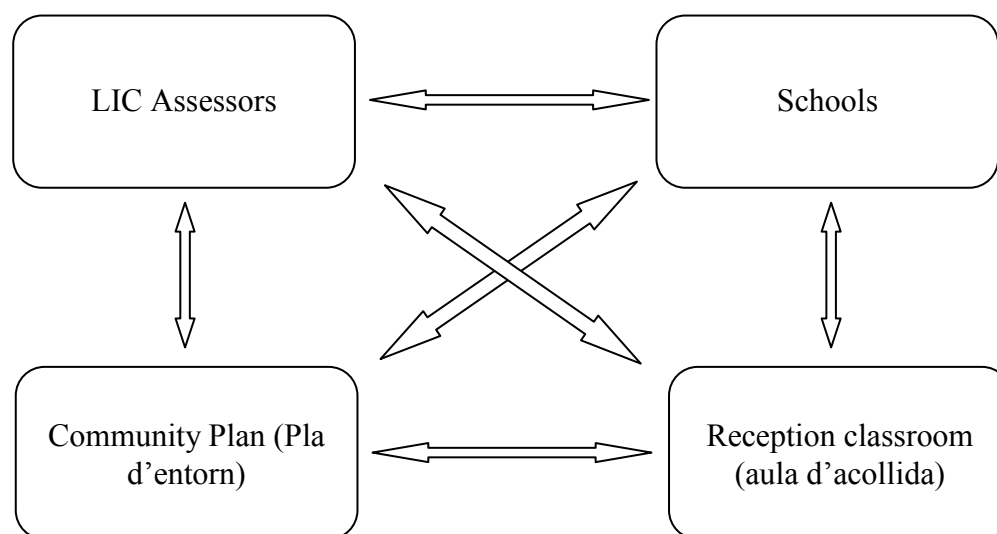 LIC Assessors
Schools
Community Plan (Pla
d’entorn)
Reception classroom
(aula d’acollida)